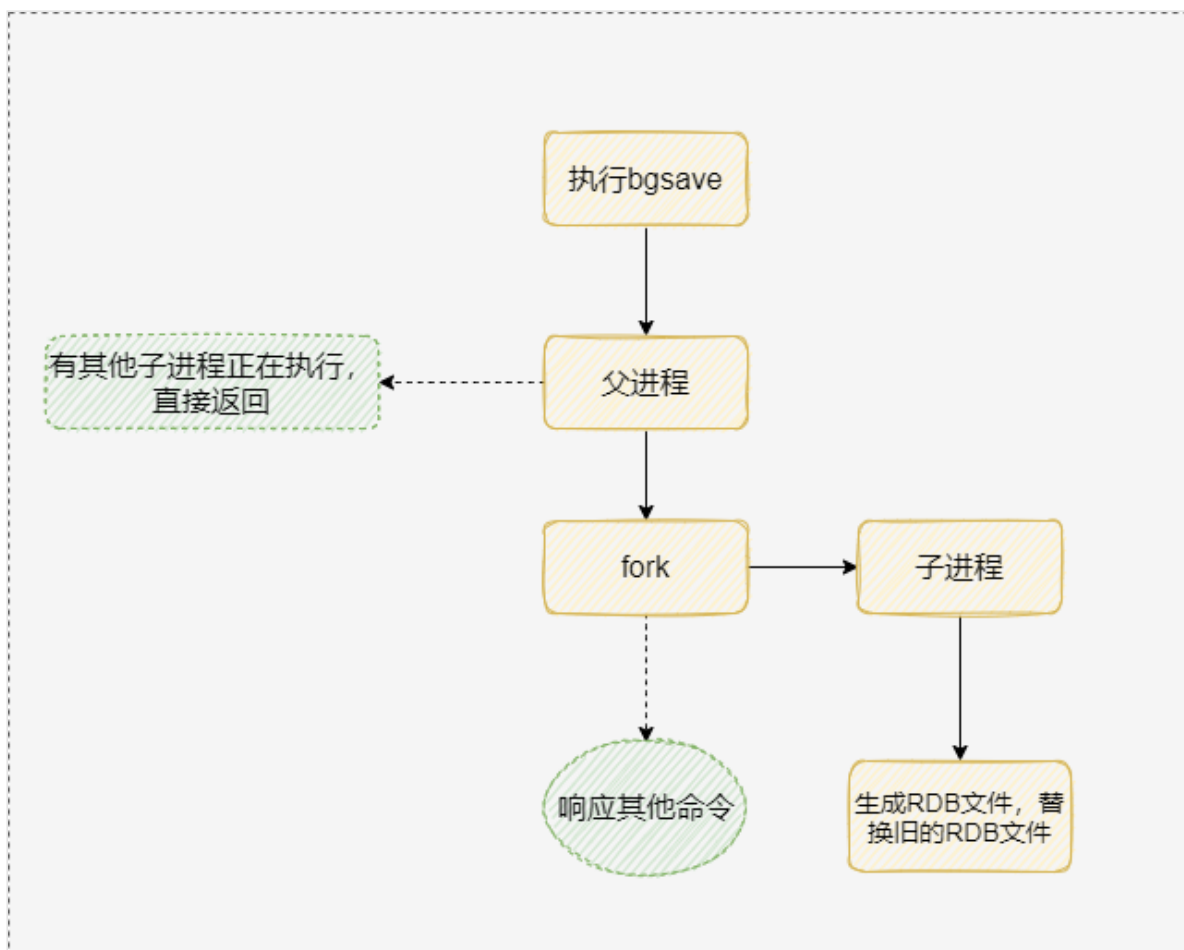 执行bgsave
有其他子进程正在执行，
直接返回
父进程
fork
子进程
响应其他命令
生成RDB文件，替
换旧的RDB文件